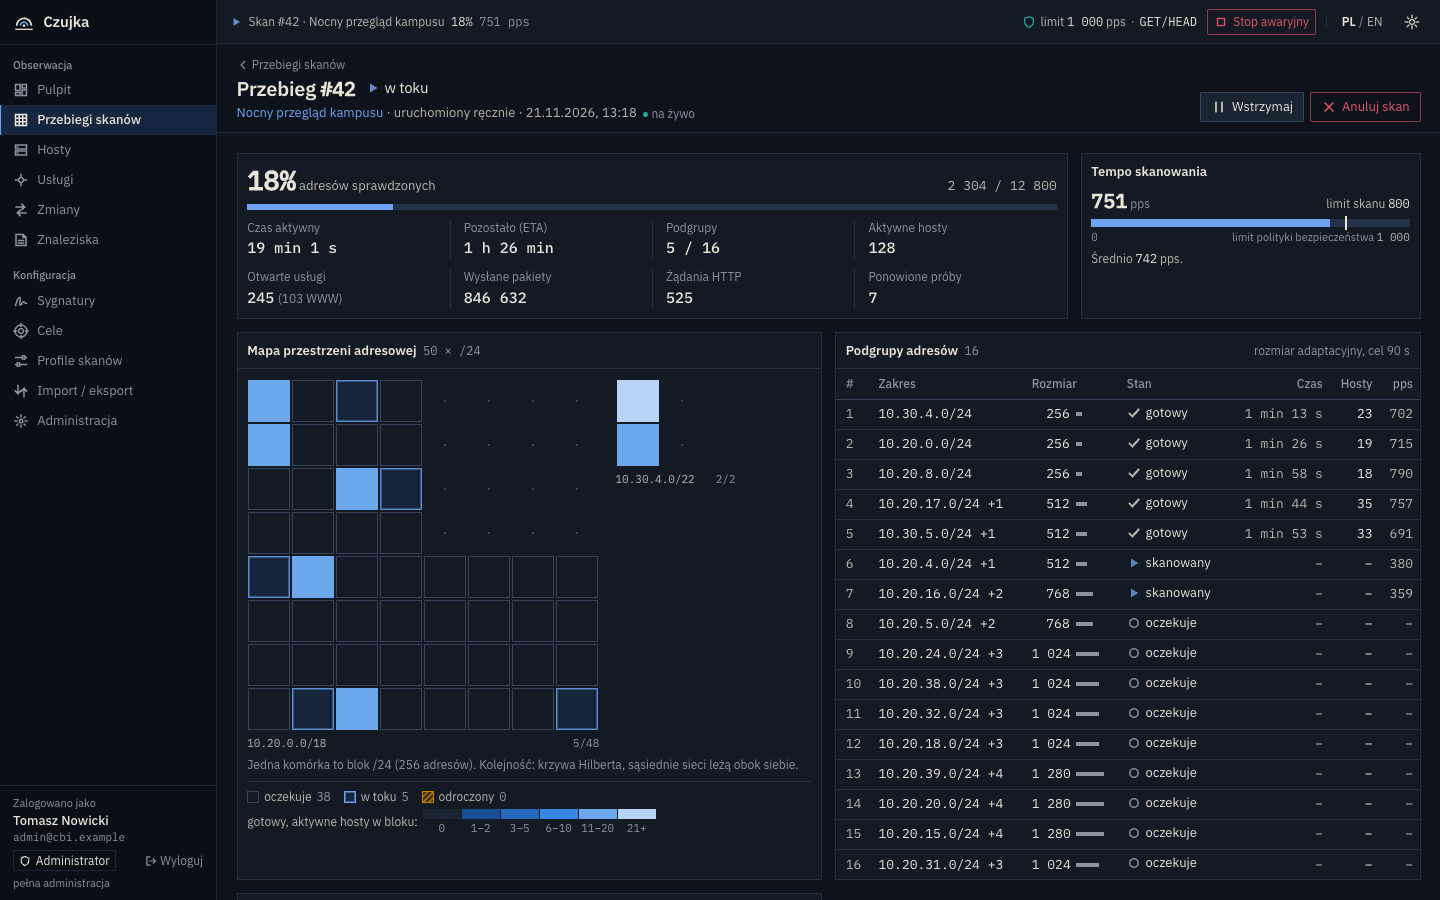 Czujka
Obserwacja
Pulpit
Przebiegi skanów
Hosty
Usługi
Zmiany
Znaleziska
Konfiguracja
Sygnatury
Cele
Profile skanów
Import / eksport
Administracja
Zalogowano jako
Tomasz Nowicki
admin@cbi.example
Administrator
Wyloguj
pełna administracja
Skan #42 · Nocny przegląd kampusu 18% 751 pps
limit 1 000 pps · GET/HEAD
Stop awaryjny
PL / EN
Przebiegi skanów
Przebieg #42 w toku
Nocny przegląd kampusu · uruchomiony ręcznie · 21.11.2026, 13:18 na żywo
Wstrzymaj
Anuluj skan
18% adresów sprawdzonych 2 304 / 12 800
Czas aktywny Pozostało (ETA) Podgrupy Aktywne hosty
19 min 1 s 1 h 26 min 5 / 16 128
Otwarte usługi Wysłane pakiety Żądania HTTP Ponowione próby
245 (103 WWW) 846 632 525 7
Tempo skanowania
751 pps limit skanu 800
0 limit polityki bezpieczeństwa 1 000
Średnio 742 pps.
Mapa przestrzeni adresowej 50 × /24
10.30.4.0/22 2/2
10.20.0.0/18 5/48
Jedna komórka to blok /24 (256 adresów). Kolejność: krzywa Hilberta, sąsiednie sieci leżą obok siebie.
oczekuje 38 w toku 5 odroczony 0
gotowy, aktywne hosty w bloku:
0 1–2 3–5 6–10 11–20 21+
Podgrupy adresów 16 rozmiar adaptacyjny, cel 90 s
# Zakres Rozmiar Stan Czas Hosty pps
1 10.30.4.0/24 256 gotowy 1 min 13 s 23 702
2 10.20.0.0/24 256 gotowy 1 min 26 s 19 715
3 10.20.8.0/24 256 gotowy 1 min 58 s 18 790
4 10.20.17.0/24 +1 512 gotowy 1 min 44 s 35 757
5 10.30.5.0/24 +1 512 gotowy 1 min 53 s 33 691
6 10.20.4.0/24 +1 512 skanowany – – 380
7 10.20.16.0/24 +2 768 skanowany – – 359
8 10.20.5.0/24 +2 768 oczekuje – – –
9 10.20.24.0/24 +3 1 024 oczekuje – – –
10 10.20.38.0/24 +3 1 024 oczekuje – – –
11 10.20.32.0/24 +3 1 024 oczekuje – – –
12 10.20.18.0/24 +3 1 024 oczekuje – – –
13 10.20.39.0/24 +4 1 280 oczekuje – – –
14 10.20.20.0/24 +4 1 280 oczekuje – – –
15 10.20.15.0/24 +4 1 280 oczekuje – – –
16 10.20.31.0/24 +3 1 024 oczekuje – – –